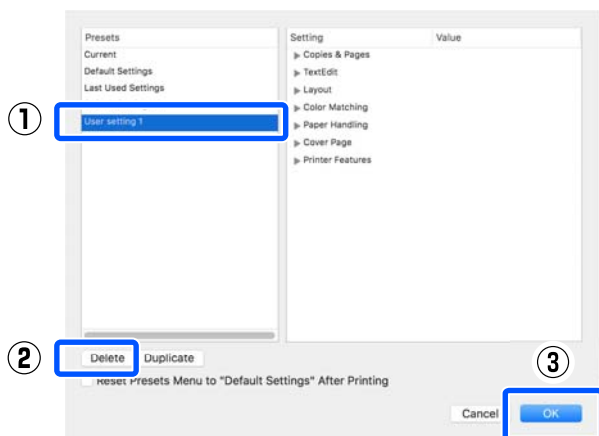 Presets
Setting Value
Current
Default Settings
Last Used Settings
User setting 1
Copies & Pages
TextEdit
Layout
Color Matching
Paper Handling
Cover Page
Printer Features
①
②
Delete Duplicate
Reset Presets Menu to "Default Settings" After Printing
③
Cancel OK